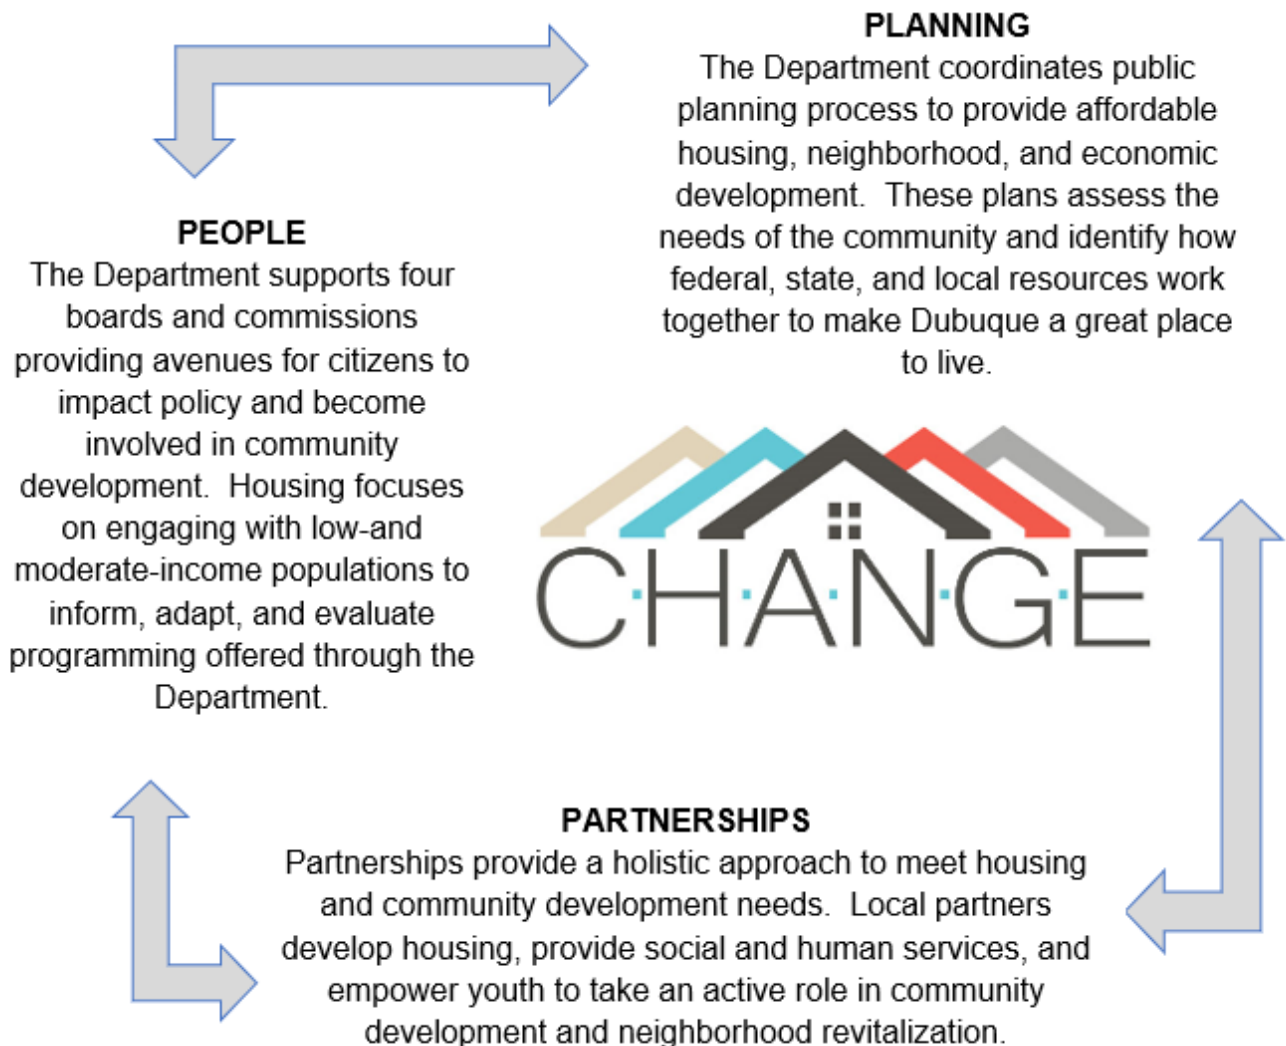 PLANNING
The Department coordinates public
planning process to provide affordable
housing, neighborhood, and economic
development.  These plans assess the
needs of the community and identify how
federal, state, and local resources work
together to make Dubuque a great place
to live.
PEOPLE
The Department supports four
boards and commissions
providing avenues for citizens to
impact policy and become
involved in community
development.  Housing focuses
on engaging with low-and
moderate-income populations to
inform, adapt, and evaluate
programming offered through the
Department.
C·H·A·N·G·E
PARTNERSHIPS
Partnerships provide a holistic approach to meet housing
and community development needs.  Local partners
develop housing, provide social and human services, and
empower youth to take an active role in community
development and neighborhood revitalization.